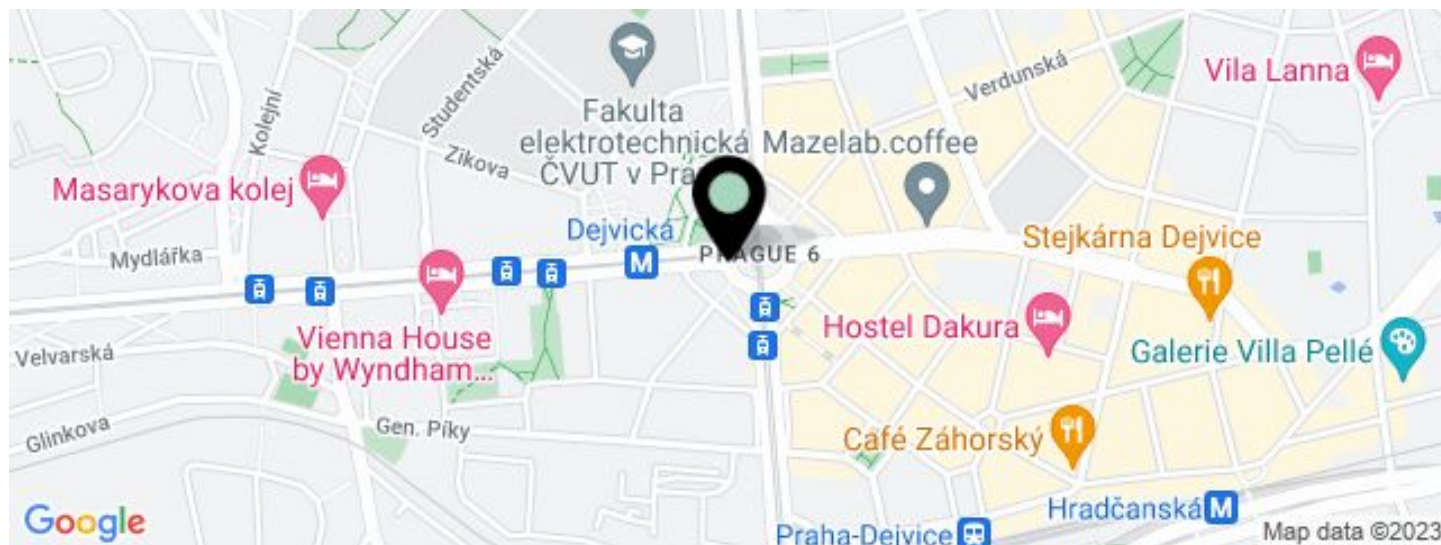 Studentská
Kolejní
Zikova
Fakulta
elektrotechnická
ČVUT v Pra
Mazelab.coffee
Verdunská
Vila Lanna
Masarykova kolej
Mydlářka
Dejvická
M
PRAGUE 6
Stejkárna Dejvice
Velvarská
Vienna House
by Wyndham...
Hostel Dakura
Galerie Villa Pellé
Glinkova
Gen. Píky
Café Záhorský
Hradčanská M
Praha-Dejvice
Google
Map data ©2023